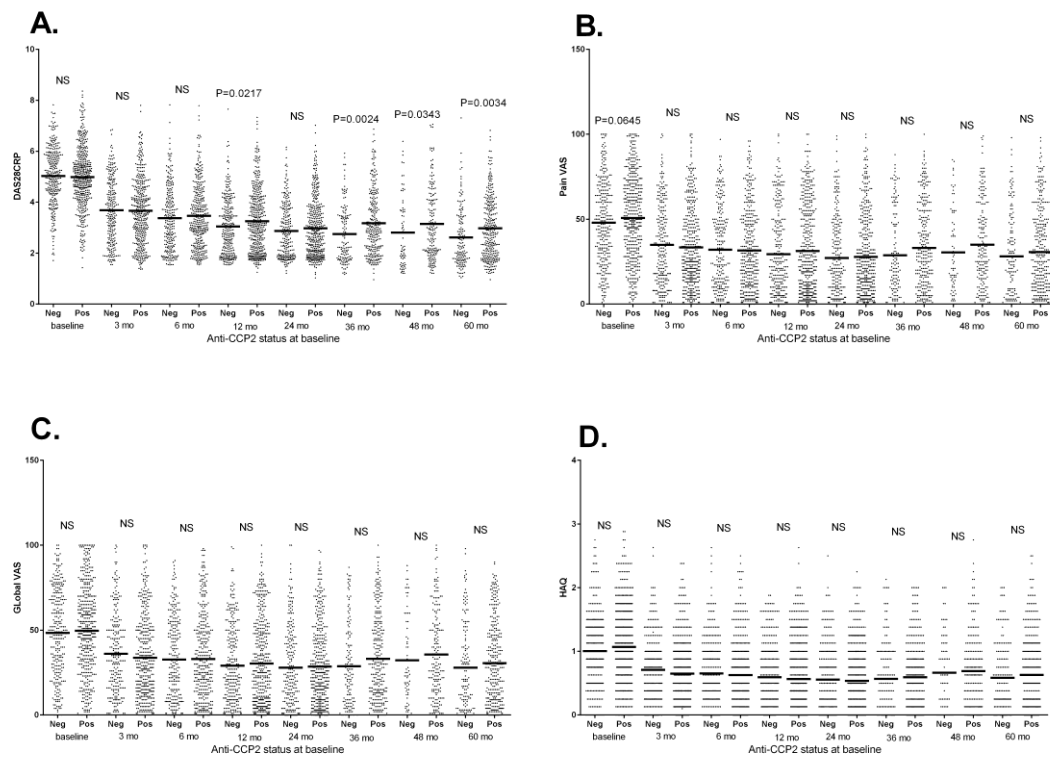 A.
10
8
6
4
2
0
DAS28CRP
NS
NS
NS
P=0.0217
NS
P=0.0024
P=0.0343
P=0.0034
Neg Pos Neg Pos Neg Pos Neg Pos Neg Pos Neg Pos Neg Pos Neg Pos
baseline 3 mo 6 mo 12 mo 24 mo 36 mo 48 mo 60 mo
Anti-CCP2 status at baseline
B.
150
100
50
0
Pain VAS
P=0.0645
NS
NS
NS
NS
NS
NS
NS
Neg Pos Neg Pos Neg Pos Neg Pos Neg Pos Neg Pos Neg Pos Neg Pos
baseline 3 mo 6 mo 12 mo 24 mo 36 mo 48 mo 60 mo
Anti-CCP2 status at baseline
C.
150
100
50
0
GLobal VAS
NS
NS
NS
NS
NS
NS
NS
NS
Neg Pos Neg Pos Neg Pos Neg Pos Neg Pos Neg Pos Neg Pos Neg Pos
baseline 3 mo 6 mo 12 mo 24 mo 36 mo 48 mo 60 mo
Anti-CCP2 status at baseline
D.
4
3
2
1
0
HAQ
NS
NS
NS
NS
NS
NS
NS
NS
Neg Pos Neg Pos Neg Pos Neg Pos Neg Pos Neg Pos Neg Pos Neg Pos
baseline 3 mo 6 mo 12 mo 24 mo 36 mo 48 mo 60 mo
Anti-CCP2 status at baseline